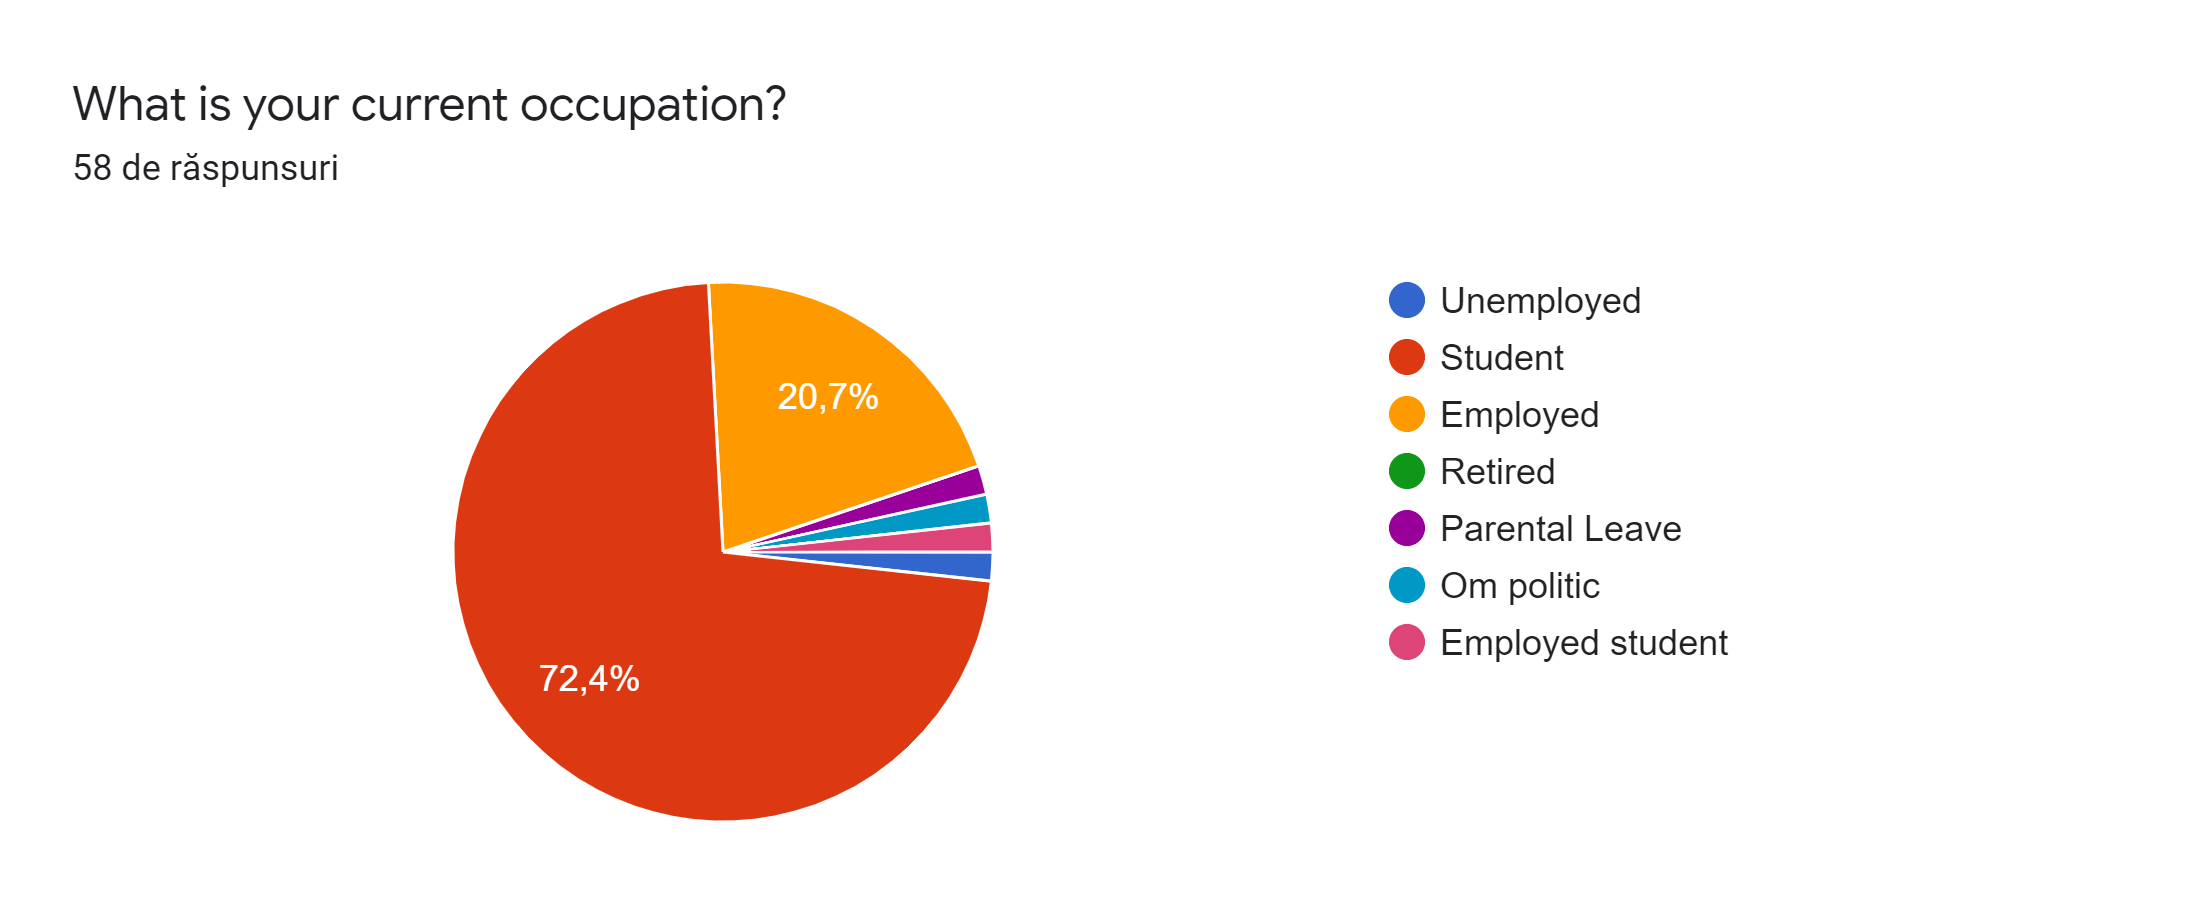 What is your current occupation?
58 de răspunsuri
20,7%
72,4%
Unemployed
Student
Employed
Retired
Parental Leave
Om politic
Employed student